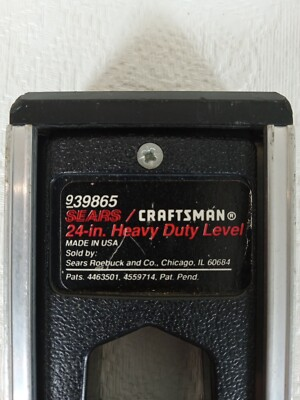 939865
SEARS / CRAFTSMAN®
24-in. Heavy Duty Level
MADE IN USA
Sold by:
Sears Roebuck and Co., Chicago, IL 60684
Pats. 4463501, 4559714, Pat. Pend.